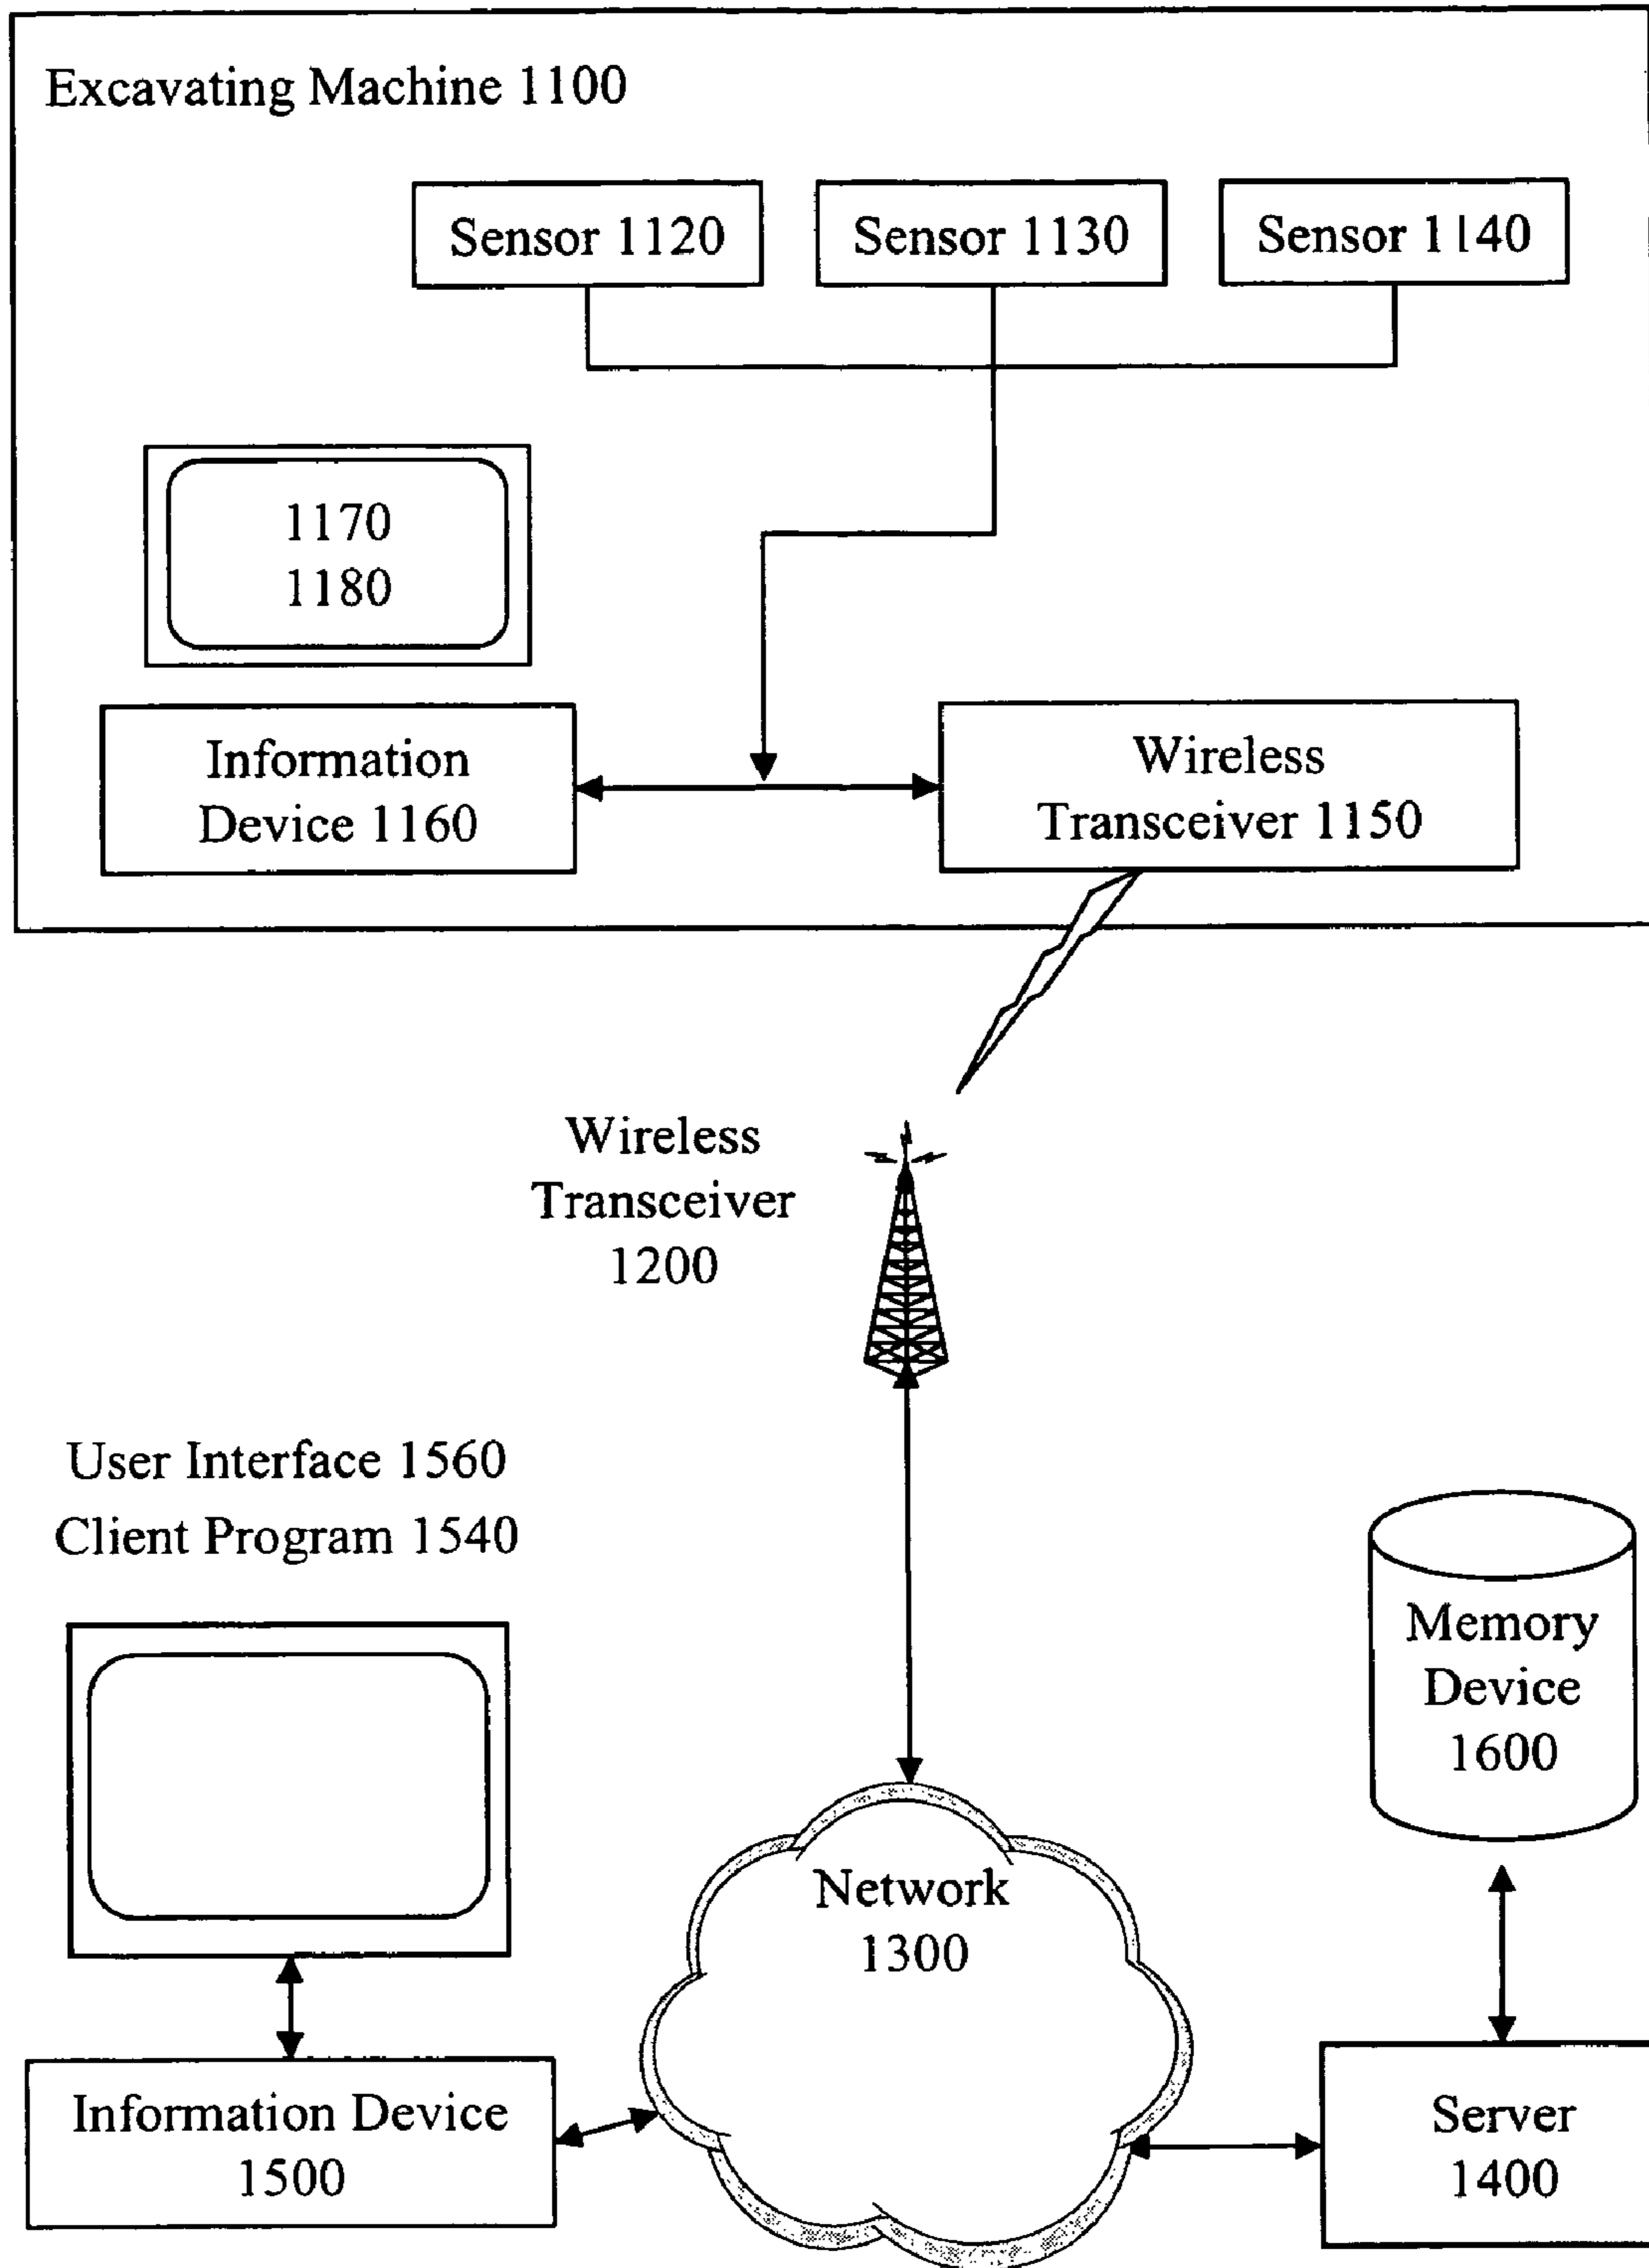 Excavating Machine 1100
Sensor 1120
Sensor 1130
Sensor 1140
1170
1180
Information
Device 1160
Wireless
Transceiver 1150
Wireless
Transceiver
1200
User Interface 1560
Client Program 1540
Memory
Device
1600
Network
1300
Information Device
1500
Server
1400